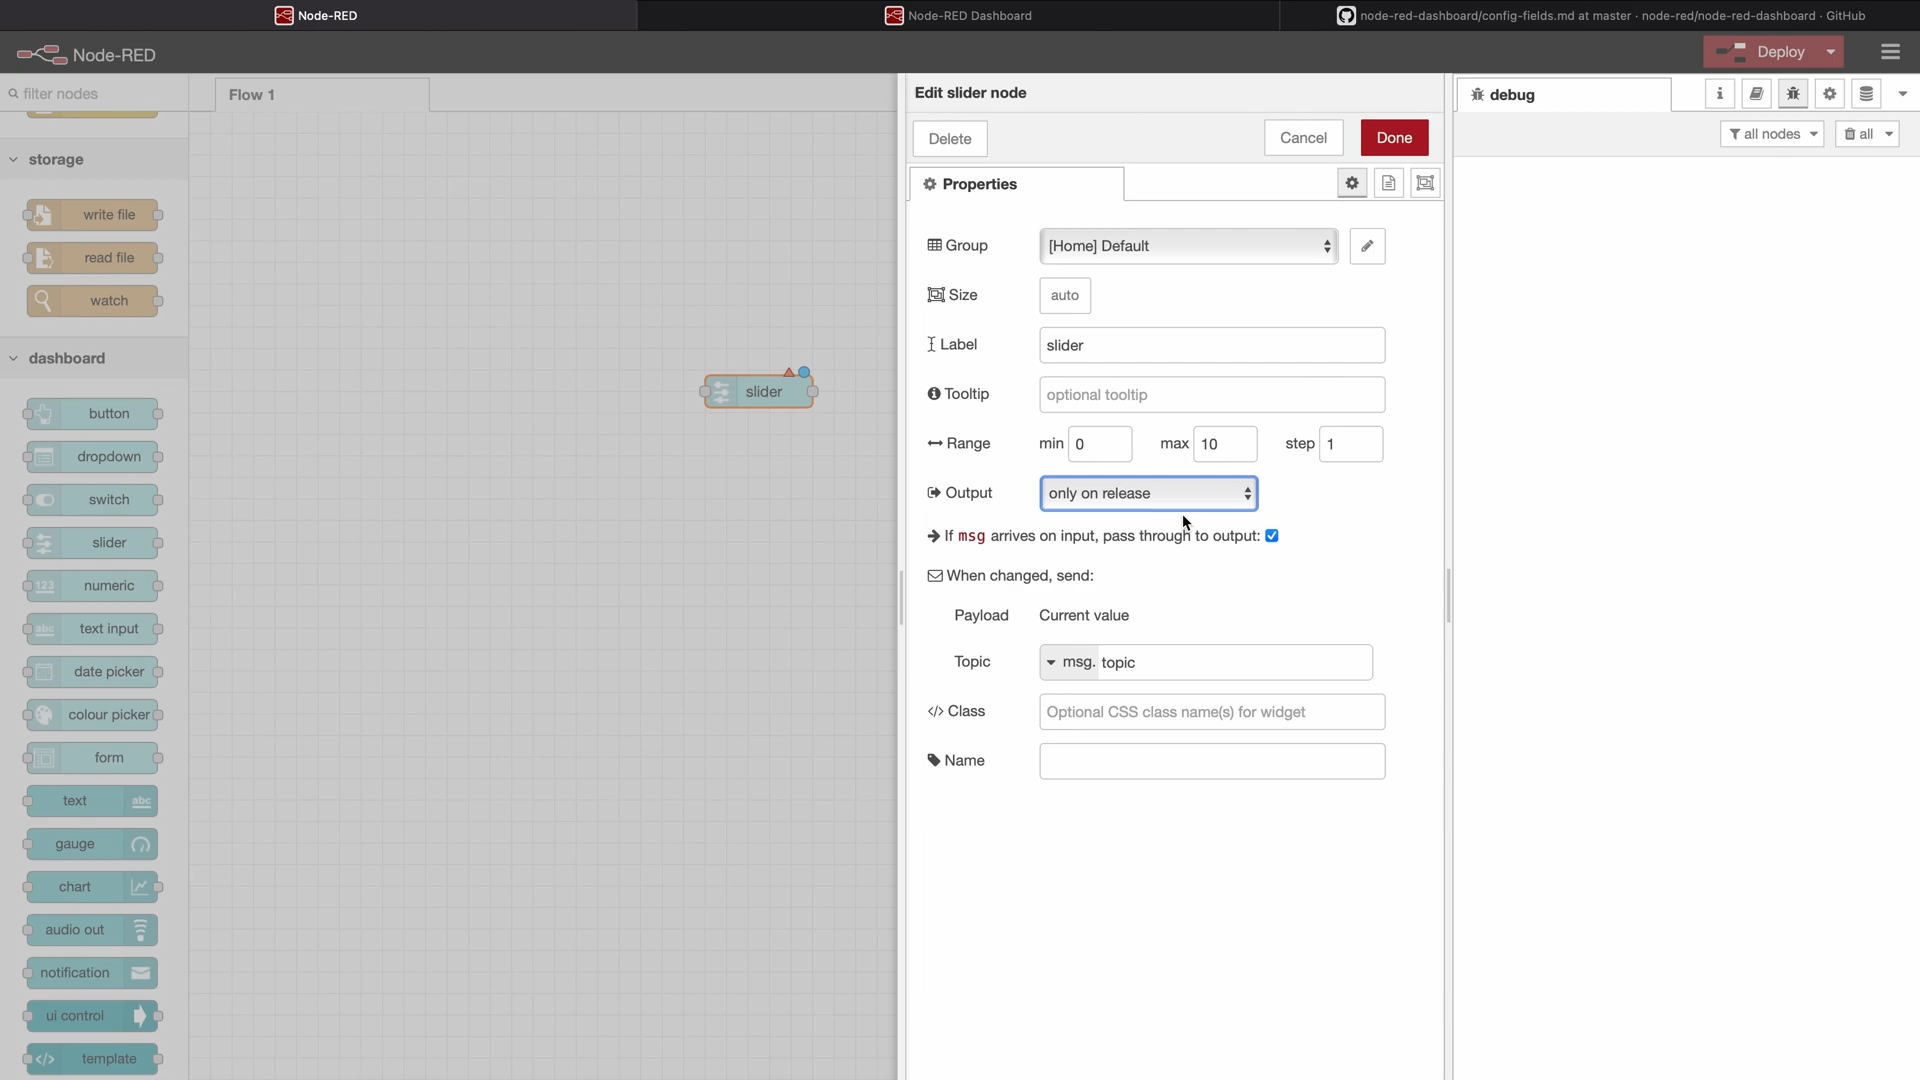 Node-RED
Node-RED Dashboard
node-red-dashboard/config-fields.md at master · node-red/node-red-dashboard · GitHub
Node-RED
Deploy
filter nodes
storage
write file
read file
watch
dashboard
button
dropdown
switch
slider
123 numeric
abc text input
date picker
colour picker
form
text abc
gauge
chart
audio out
notification
ui control
</> template
Flow 1
slider
Edit slider node
Delete
Cancel
Done
Properties
Group
[Home] Default
Size
auto
Label
slider
Tooltip
optional tooltip
Range
min 0
max 10
step 1
Output
only on release
If msg arrives on input, pass through to output:
When changed, send:
Payload
Current value
Topic
msg. topic
</> Class
Optional CSS class name(s) for widget
Name
debug
i
all nodes
all